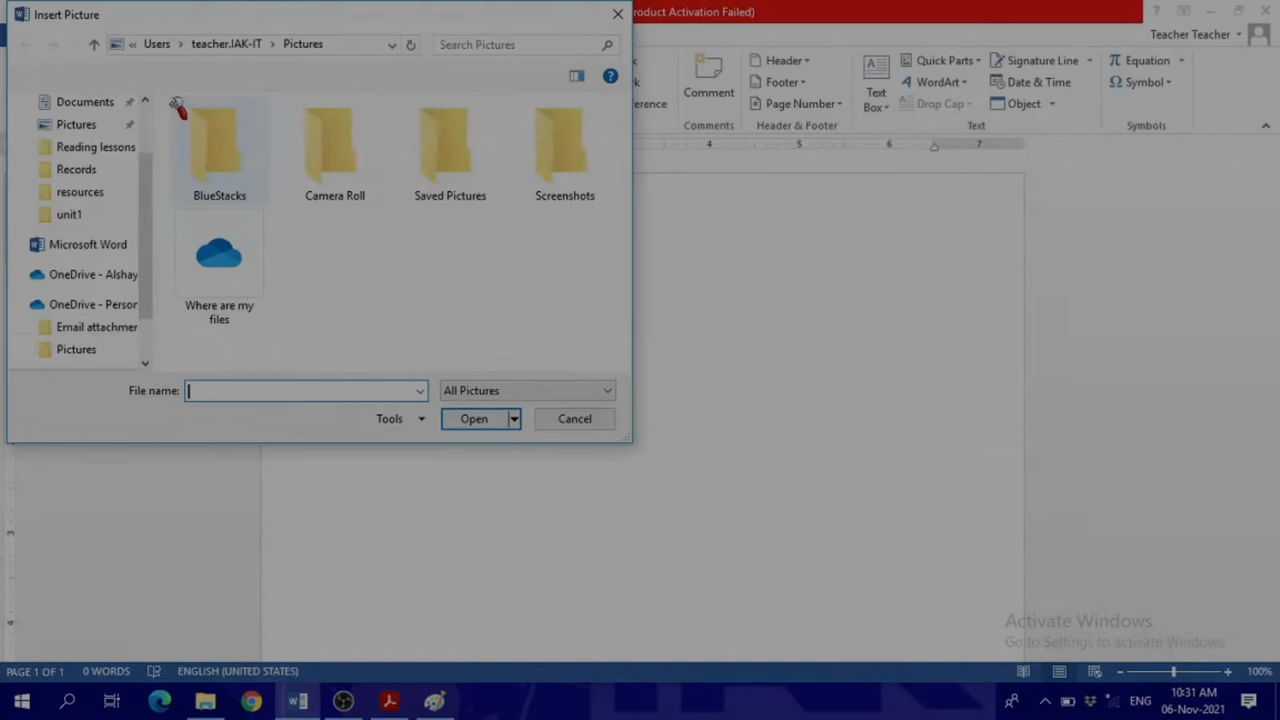 Insert Picture
roduct Activation Failed)
?
Teacher Teacher
« Users › teacher.IAK-IT › Pictures
Search Pictures
Header
Footer
Page Number
Header & Footer
Comment
Comments
erence
Text
Box
Quick Parts
WordArt
Drop Cap
Signature Line
Date & Time
Object
Text
π Equation
Ω Symbol
Symbols
4 5 6 7
?
Documents
Pictures
Reading lessons
Records
resources
unit1
Microsoft Word
OneDrive - Alshay
OneDrive - Person
Email attachmer
Pictures
BlueStacks
Camera Roll
Saved Pictures
Screenshots
Where are my
files
File name:
All Pictures
Tools
Open
Cancel
Activate Windows
Go to Settings to activate Windows.
PAGE 1 OF 1
0 WORDS
ENGLISH (UNITED STATES)
100%
ENG
10:31 AM
06-Nov-2021